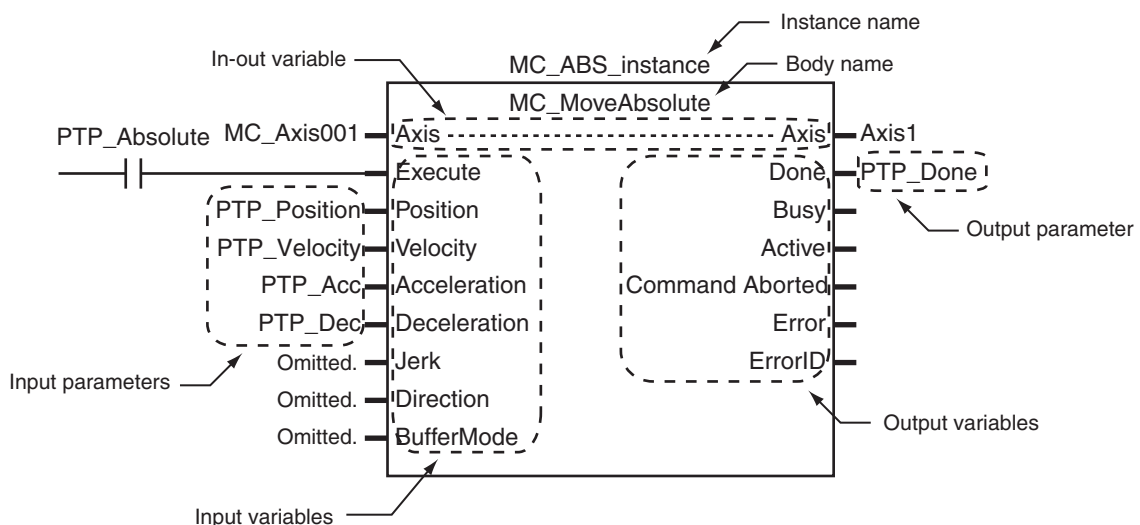 Instance name
In-out variable
MC_ABS_instance
Body name
MC_MoveAbsolute
PTP_Absolute
MC_Axis001 Axis Axis Axis1
Execute Done PTP_Done
PTP_Position Position Busy
Output parameter
PTP_Velocity Velocity Active
PTP_Acc Acceleration Command Aborted
PTP_Dec Deceleration Error
Omitted. Jerk ErrorID
Input parameters
Omitted. Direction
Output variables
Omitted. BufferMode
Input variables